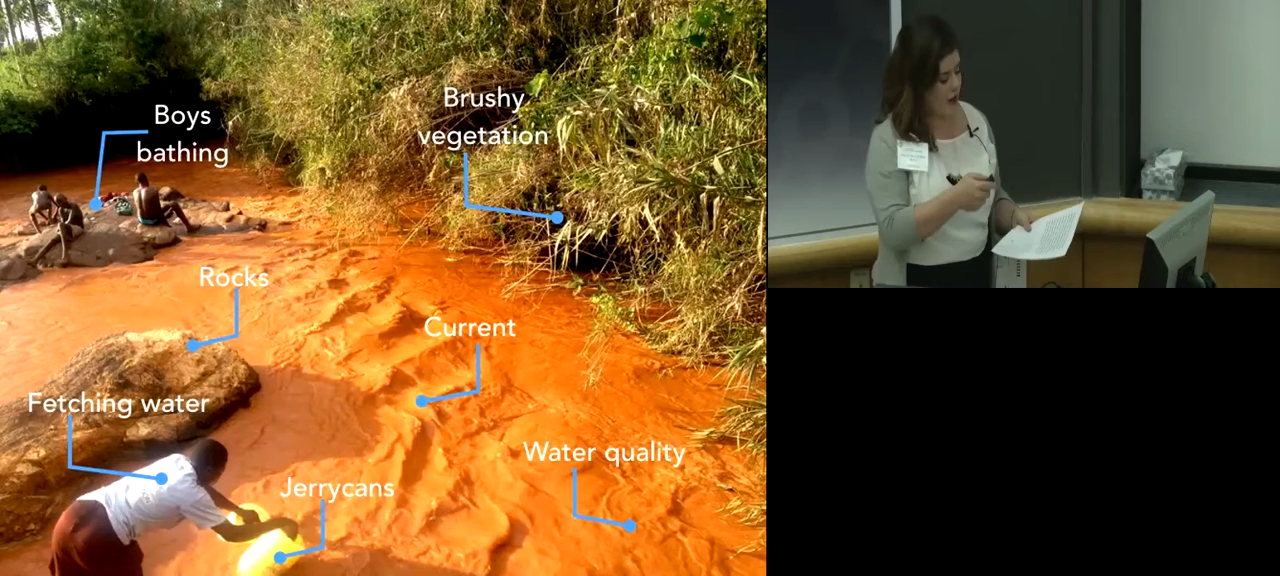 Boys
bathing
Brushy
vegetation
Rocks
Current
Fetching water
Water quality
Jerrycans